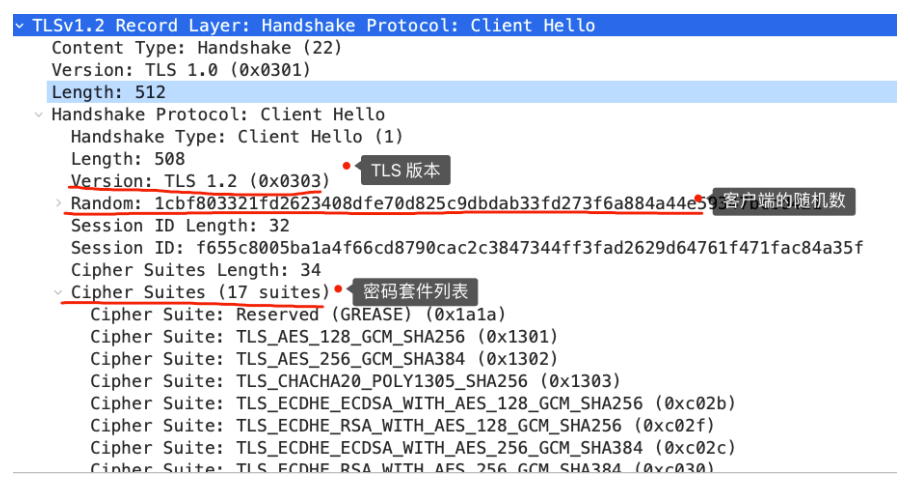 TLSv1.2 Record Layer: Handshake Protocol: Client Hello
Content Type: Handshake (22)
Version: TLS 1.0 (0x0301)
Length: 512
Handshake Protocol: Client Hello
Handshake Type: Client Hello (1)
Length: 508
Version: TLS 1.2 (0x0303)
TLS 版本
Random: 1cbf803321fd2623408dfe70d825c9dbdab33fd273f6a884a44e59
客户端的随机数
Session ID Length: 32
Session ID: f655c8005ba1a4f66cd8790cac2c3847344ff3fad2629d64761f471fac84a35f
Cipher Suites Length: 34
Cipher Suites (17 suites)
密码套件列表
Cipher Suite: Reserved (GREASE) (0x1a1a)
Cipher Suite: TLS_AES_128_GCM_SHA256 (0x1301)
Cipher Suite: TLS_AES_256_GCM_SHA384 (0x1302)
Cipher Suite: TLS_CHACHA20_POLY1305_SHA256 (0x1303)
Cipher Suite: TLS_ECDHE_ECDSA_WITH_AES_128_GCM_SHA256 (0xc02b)
Cipher Suite: TLS_ECDHE_RSA_WITH_AES_128_GCM_SHA256 (0xc02f)
Cipher Suite: TLS_ECDHE_ECDSA_WITH_AES_256_GCM_SHA384 (0xc02c)
Cipher Suite: TLS_ECDHE_RSA_WITH_AES_256_GCM_SHA384 (0xc030)